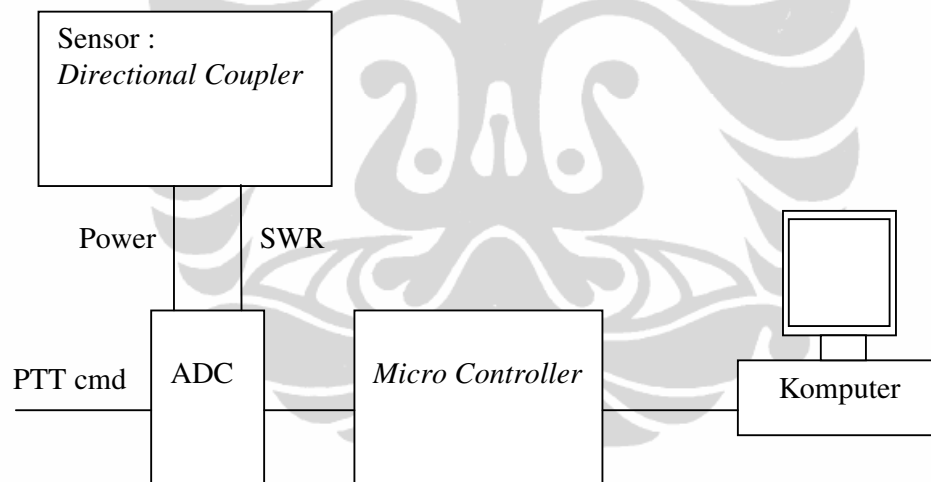 Sensor :
Directional Coupler
Power
SWR
PTT cmd
ADC
Micro Controller
Komputer